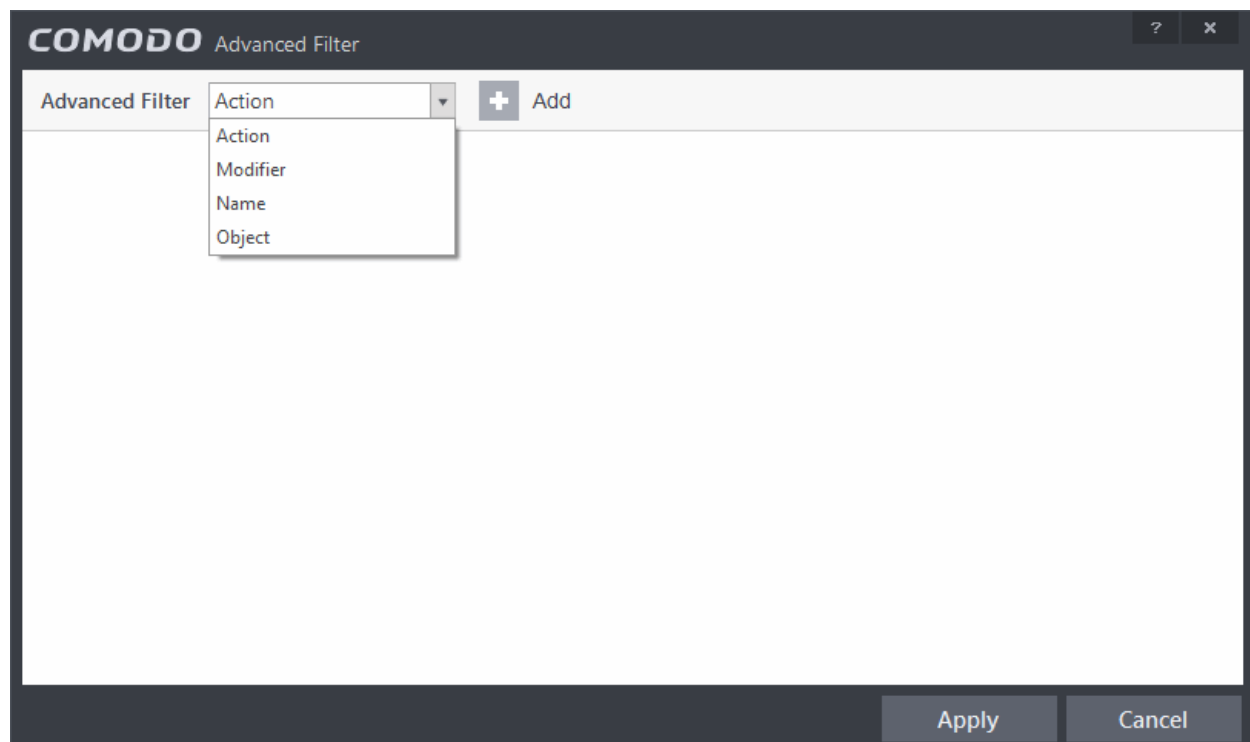 COMODO Advanced Filter ? ×
Advanced Filter Action Add
Action
Modifier
Name
Object
Apply Cancel